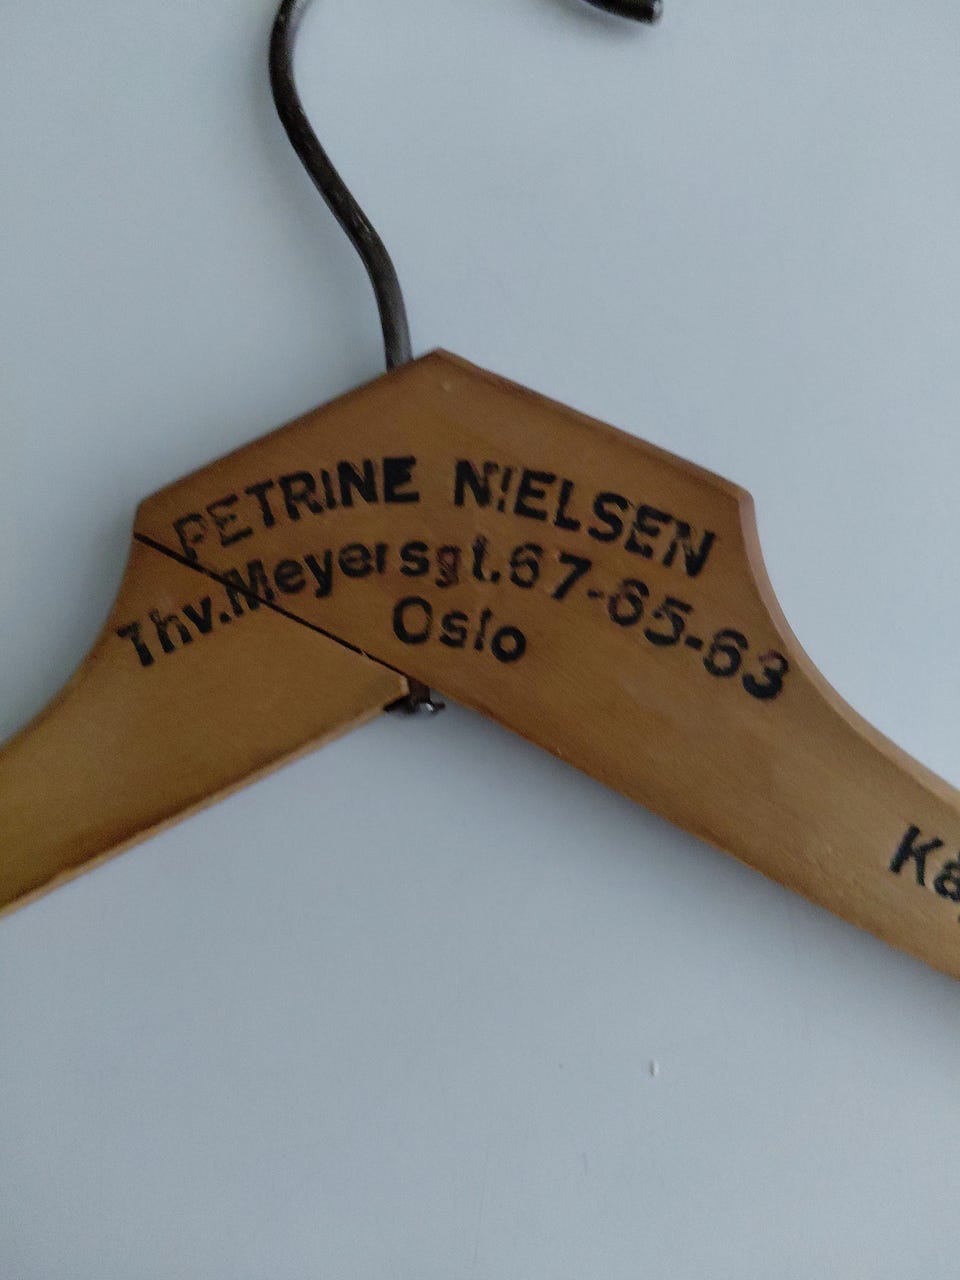 PETRINE NIELSEN
Thv.Meyersgt.67-65-63
Oslo